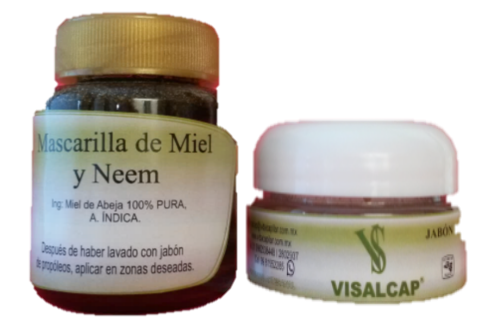 Mascarilla de Miel
y Neem
Ing: Miel de Abeja 100% PURA,
A. ÍNDICA.
Después de haber lavado con jabón
de propóleos, aplicar en zonas deseadas.
JABÓN
VS
VISALCAP®